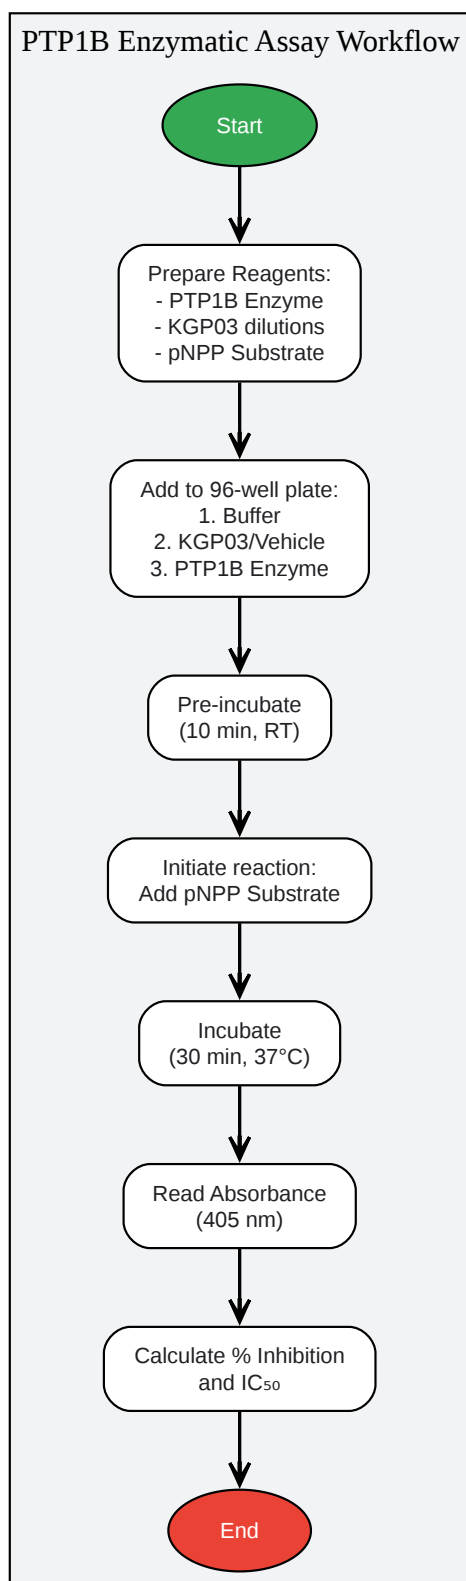 PTP1B Enzymatic Assay Workflow
Start
Prepare Reagents:
- PTP1B Enzyme
- KGP03 dilutions
- pNPP Substrate
Add to 96-well plate:
1. Buffer
2. KGP03/Vehicle
3. PTP1B Enzyme
Pre-incubate
(10 min, RT)
Initiate reaction:
Add pNPP Substrate
Incubate
(30 min, 37°C)
Read Absorbance
(405 nm)
Calculate % Inhibition
and IC₅₀
End